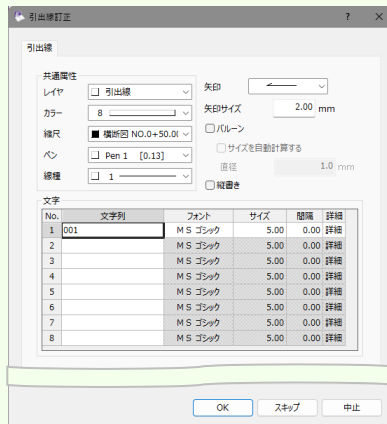 引出線訂正 ? ×
引出線
共通属性
レイヤ 引出線
カラー 8
縮尺 横断図 NO.0+50.0(
ペン Pen 1 [0.13]
線種 1
矢印
矢印サイズ 2.00 mm
バルーン
サイズを自動計算する
直径 1.0 mm
縦書き
文字
No. 文字列 フォント サイズ 間隔 詳細
1 001 ＭＳ ゴシック 5.00 0.00 詳細
2 ＭＳ ゴシック 5.00 0.00 詳細
3 ＭＳ ゴシック 5.00 0.00 詳細
4 ＭＳ ゴシック 5.00 0.00 詳細
5 ＭＳ ゴシック 5.00 0.00 詳細
6 ＭＳ ゴシック 5.00 0.00 詳細
7 ＭＳ ゴシック 5.00 0.00 詳細
8 ＭＳ ゴシック 5.00 0.00 詳細
OK スキップ 中止